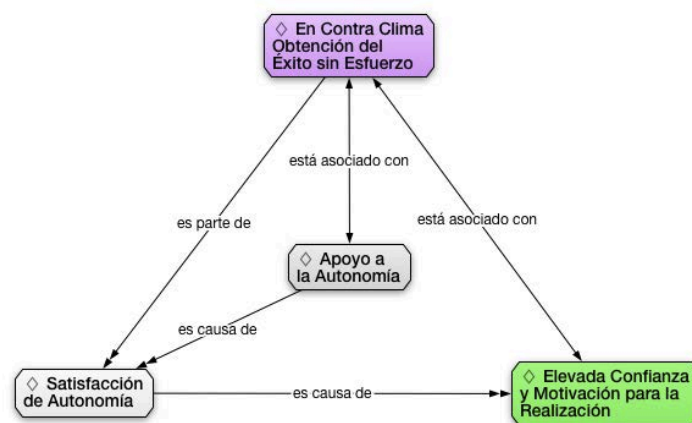 ◇ En Contra Clima
Obtención del
Éxito sin Esfuerzo
está asociado con
es parte de
está asociado con
◇ Apoyo a
la Autonomía
es causa de
◇ Satisfacción
de Autonomía
es causa de
◇ Elevada Confianza
y Motivación para la
Realización